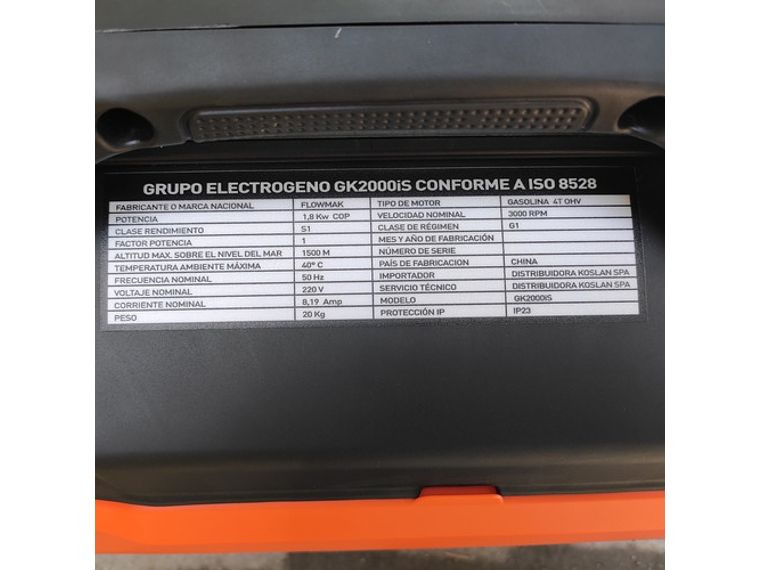 GRUPO ELECTROGENO GK2000iS CONFORME A ISO 8528
FABRICANTE O MARCA NACIONAL FLOWMAK TIPO DE MOTOR GASOLINA 4T OHV
POTENCIA 1,8 Kw COP VELOCIDAD NOMINAL 3000 RPM
CLASE RENDIMIENTO S1 CLASE DE RÉGIMEN G1
FACTOR POTENCIA 1 MES Y AÑO DE FABRICACIÓN
ALTITUD MAX. SOBRE EL NIVEL DEL MAR 1500 M NÚMERO DE SERIE
TEMPERATURA AMBIENTE MÁXIMA 40º C PAÍS DE FABRICACION CHINA
FRECUENCIA NOMINAL 50 Hz IMPORTADOR DISTRIBUIDORA KOSLAN SPA
VOLTAJE NOMINAL 220 V SERVICIO TÉCNICO DISTRIBUIDORA KOSLAN SPA
CORRIENTE NOMINAL 8,19 Amp MODELO GK2000iS
PESO 20 Kg PROTECCIÓN IP IP23